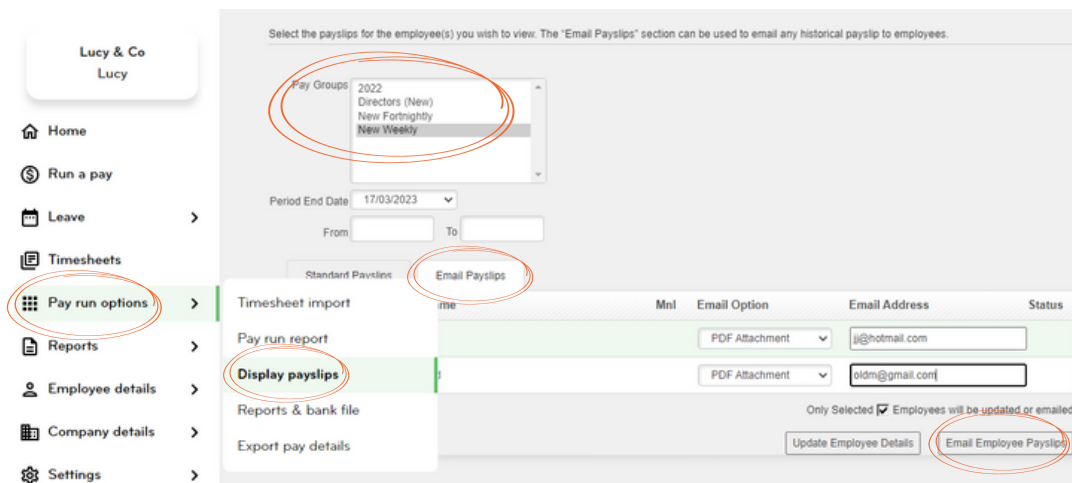 Lucy & Co
Lucy
Home
Run a pay
Leave
Timesheets
Pay run options
Reports
Employee details
Company details
Settings
Timesheet import
Pay run report
Display payslips
Reports & bank file
Export pay details
Select the payslips for the employee(s) you wish to view. The "Email Payslips" section can be used to email any historical payslip to employees.
Pay Groups
2022
Directors (New)
New Fortnightly
New Weekly
Period End Date 17/03/2023
From To
Standard Payslips Email Payslips
me Mnl Email Option Email Address Status
PDF Attachment jj@hotmail.com
d PDF Attachment oldm@gmail.com
Only Selected Employees will be updated or emailed
Update Employee Details Email Employee Payslips